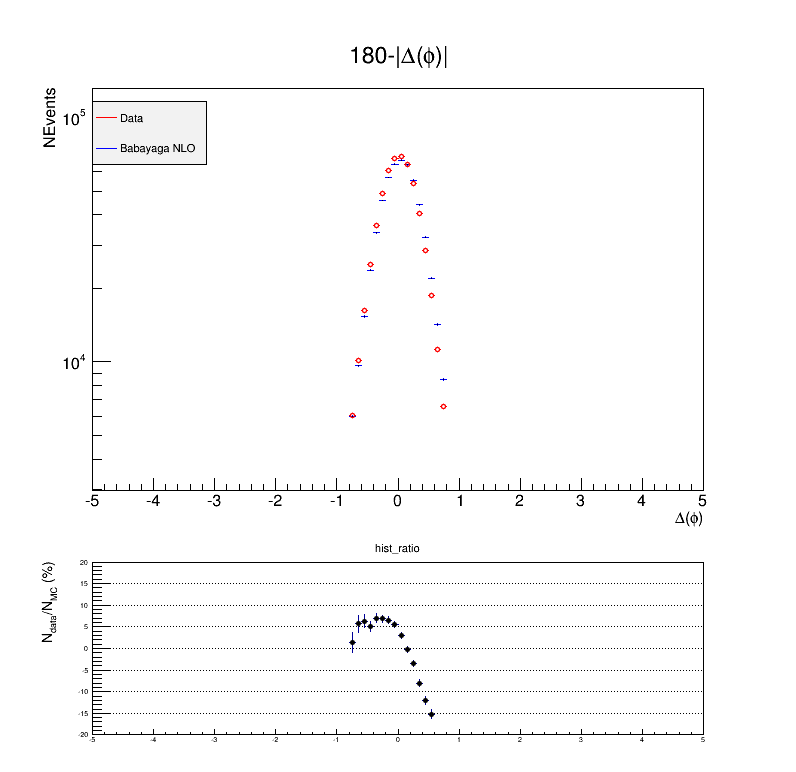 180-|Δ(φ)|
NEvents
10^5
Data
Babayaga NLO
10^4
-5 -4 -3 -2 -1 0 1 2 3 4 5
Δ(φ)
hist_ratio
N_data/N_MC (%)
20
15
10
5
0
-5
-10
-15
-20
-5 -4 -3 -2 -1 0 1 2 3 4 5